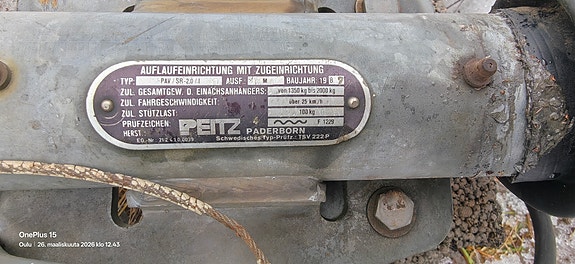 AUFLAUFEINRICHTUNG MIT ZUGEINRICHTUNG
TYP: PAV/SR-2,0/ AUSF.: M BAUJAHR 19 8
ZUL. GESAMTGEW. D. EINACHSANHÄNGERS: von 1350 kg bis 2000 kg
ZUL. FAHRGESCHWINDIGKEIT: über 25 km/h
ZUL. STÜTZLAST: 100 kg
PRÜFZEICHEN: F 1229
HERST.: PEITZ PADERBORN
Schwedisches Typ-Prüfz.: TSV 222 P
OnePlus 15
Oulu | 26. maaliskuuta 2026 klo 12.43